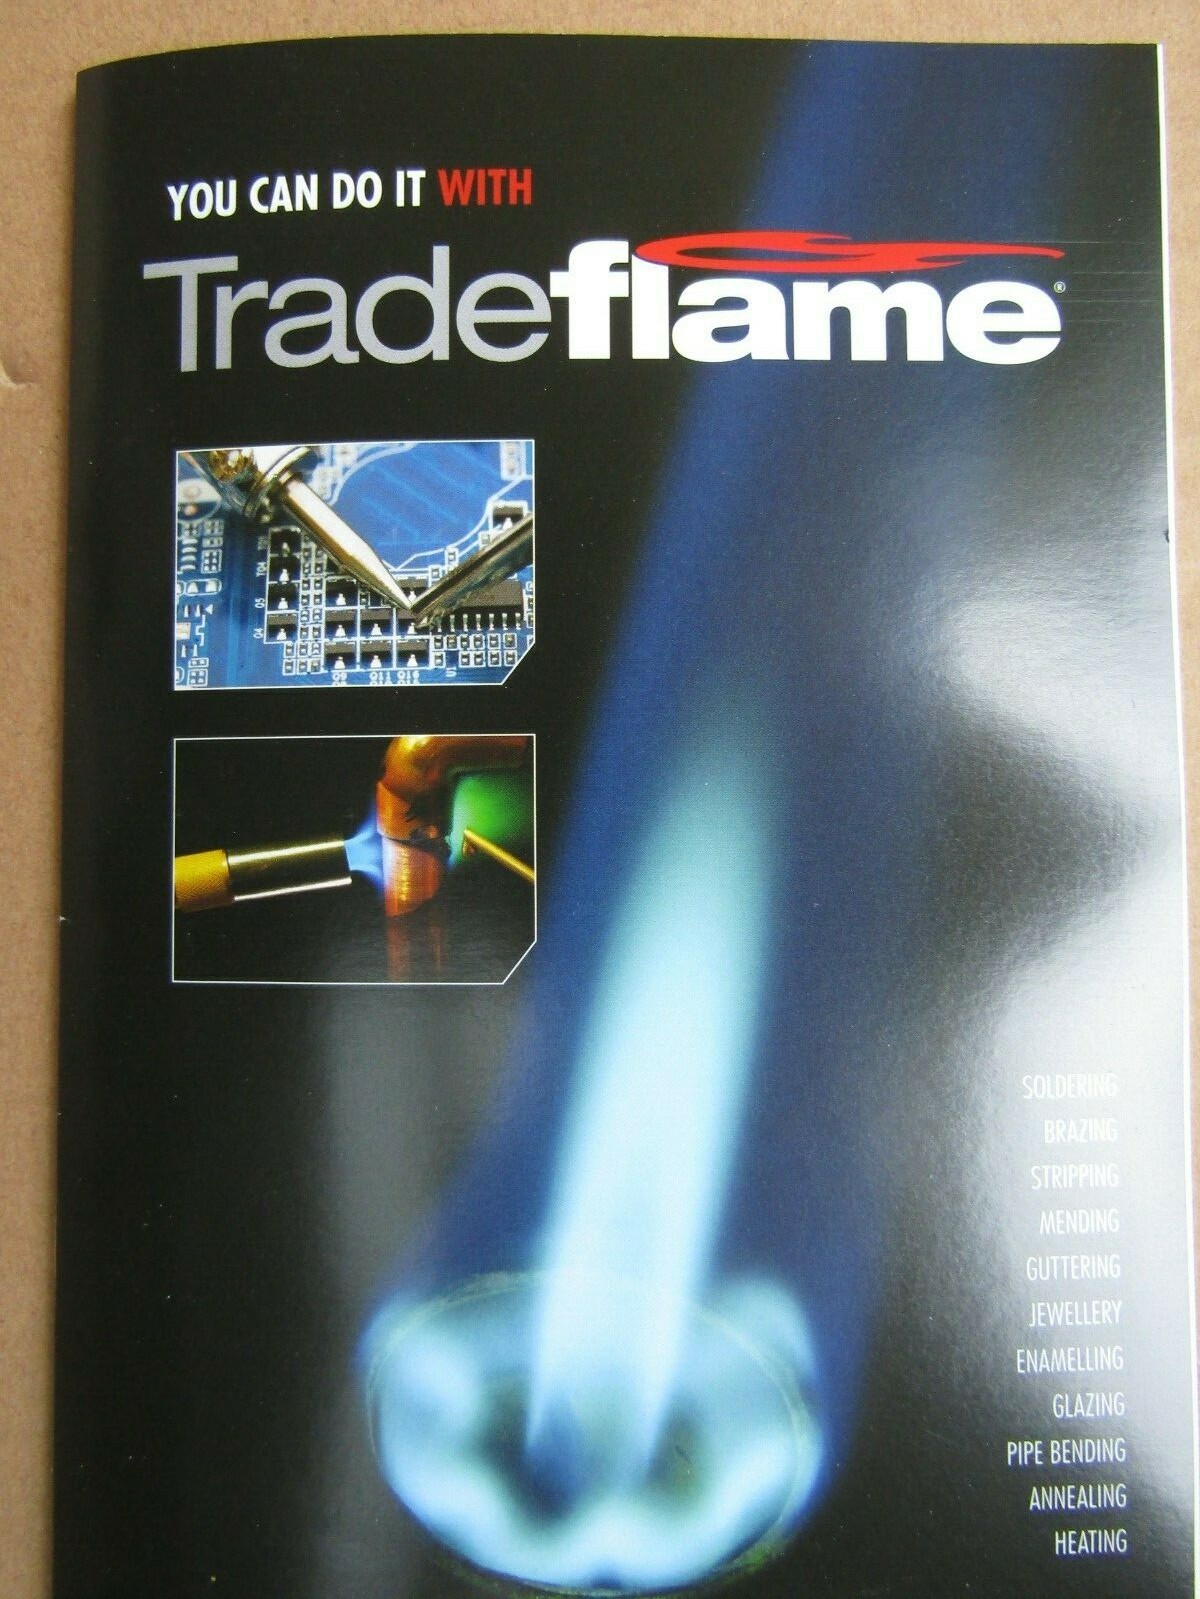 YOU CAN DO IT WITH
Tradeflame®
SOLDERING
BRAZING
STRIPPING
MENDING
GUTTERING
JEWELLERY
ENAMELLING
GLAZING
PIPE BENDING
ANNEALING
HEATING